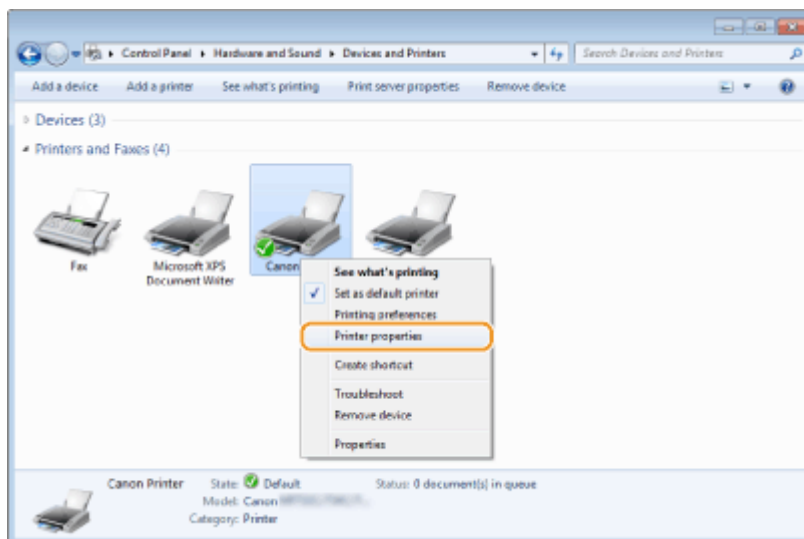 Control Panel ▸ Hardware and Sound ▸ Devices and Printers
Search Devices and Printers
Add a device Add a printer See what's printing Print server properties Remove device
Devices (3)
Printers and Faxes (4)
Fax
Microsoft XPS
Document Writer
Canon
See what's printing
Set as default printer
Printing preferences
Printer properties
Create shortcut
Troubleshoot
Remove device
Properties
Canon Printer State: Default Status: 0 document(s) in queue
Model: Canon
Category: Printer